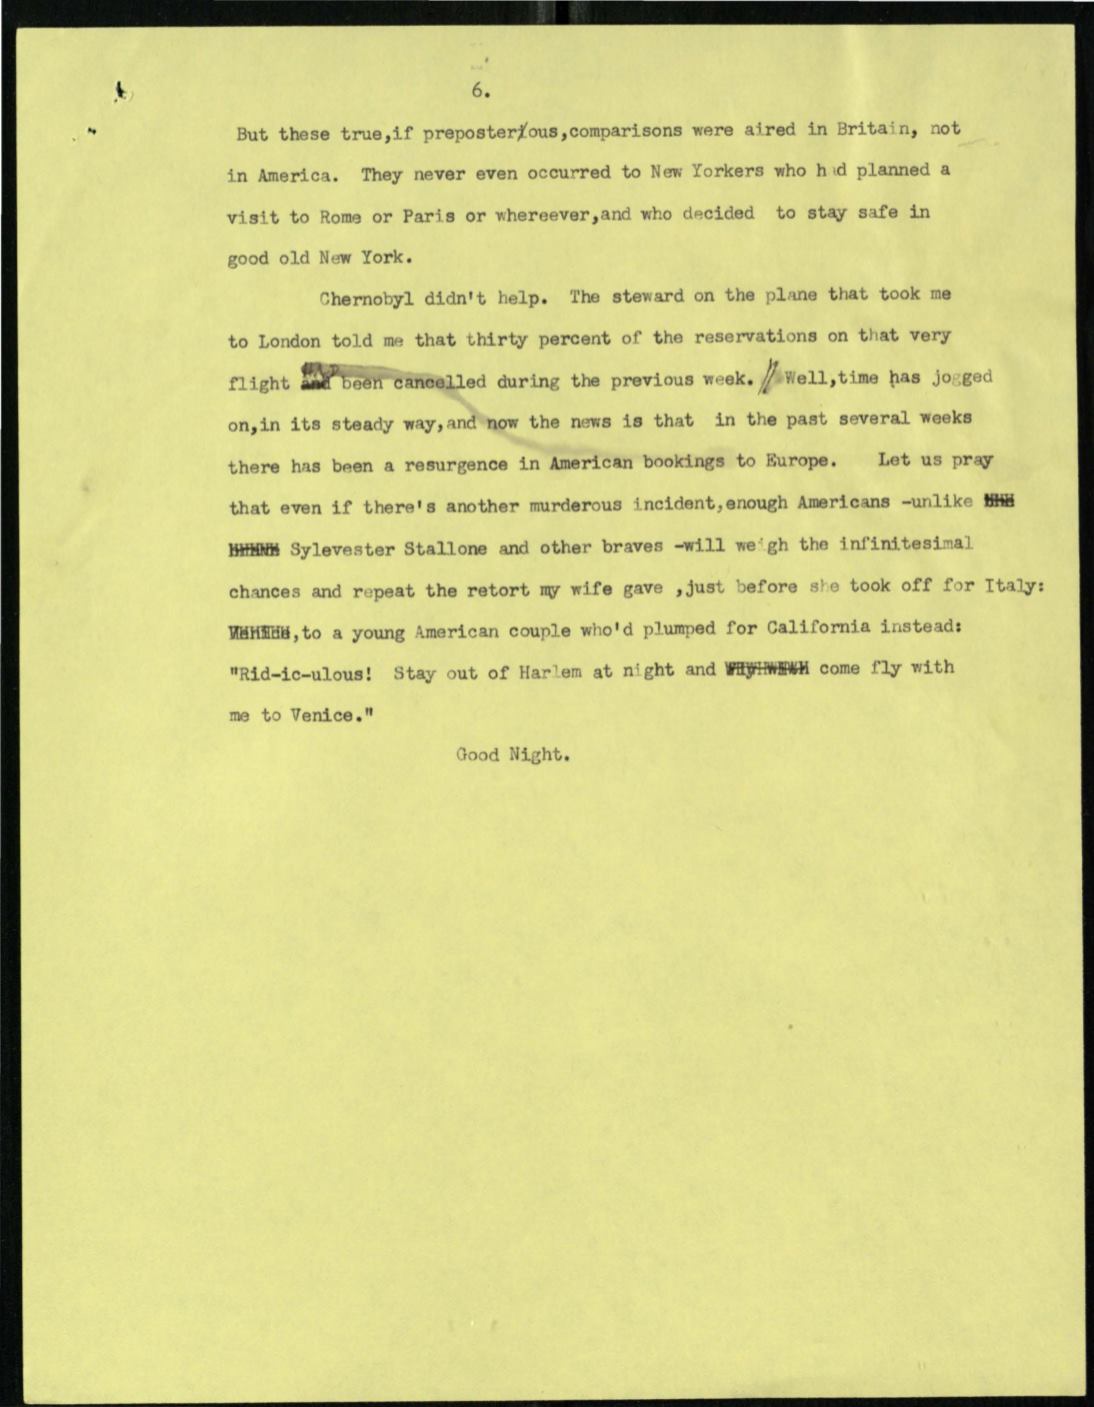 6.
But these true,if preposterous,comparisons were aired in Britain, not
in America. They never even occurred to New Yorkers who had planned a
visit to Rome or Paris or whereever,and who decided to stay safe in
good old New York.
Chernobyl didn't help. The steward on the plane that took me
to London told me that thirty percent of the reservations on that very
flight had been cancelled during the previous week. // Well,time has jogged
on,in its steady way,and now the news is that in the past several weeks
there has been a resurgence in American bookings to Europe. Let us pray
that even if there's another murderous incident,enough Americans -unlike
Sylevester Stallone and other braves -will weigh the infinitesimal
chances and repeat the retort my wife gave ,just before she took off for Italy:
,to a young American couple who'd plumped for California instead:
"Rid-ic-ulous! Stay out of Harlem at night and come fly with
me to Venice."
Good Night.